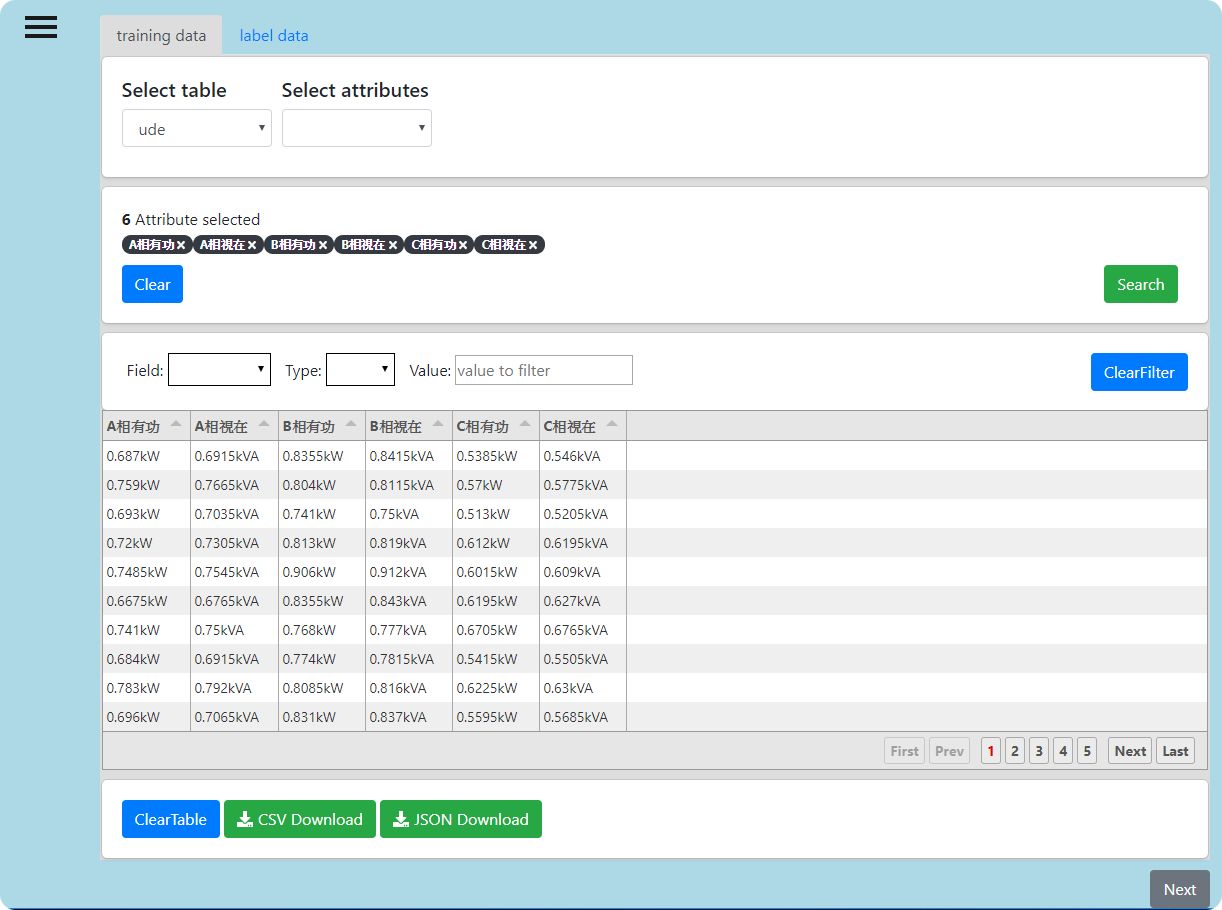 training data label data
Select table Select attributes
ude
6 Attribute selected
A相有功 A相視在 B相有功 B相視在 C相有功 C相視在
Clear Search
Field: Type: Value: value to filter ClearFilter
A相有功 A相視在 B相有功 B相視在 C相有功 C相視在
0.687kW 0.6915kVA 0.8355kW 0.8415kVA 0.5385kW 0.546kVA
0.759kW 0.7665kVA 0.804kW 0.8115kVA 0.57kW 0.5775kVA
0.693kW 0.7035kVA 0.741kW 0.75kVA 0.513kW 0.5205kVA
0.72kW 0.7305kVA 0.813kW 0.819kVA 0.612kW 0.6195kVA
0.7485kW 0.7545kVA 0.906kW 0.912kVA 0.6015kW 0.609kVA
0.6675kW 0.6765kVA 0.8355kW 0.843kVA 0.6195kW 0.627kVA
0.741kW 0.75kVA 0.768kW 0.777kVA 0.6705kW 0.6765kVA
0.684kW 0.6915kVA 0.774kW 0.7815kVA 0.5415kW 0.5505kVA
0.783kW 0.792kVA 0.8085kW 0.816kVA 0.6225kW 0.63kVA
0.696kW 0.7065kVA 0.831kW 0.837kVA 0.5595kW 0.5685kVA
First Prev 1 2 3 4 5 Next Last
ClearTable CSV Download JSON Download
Next